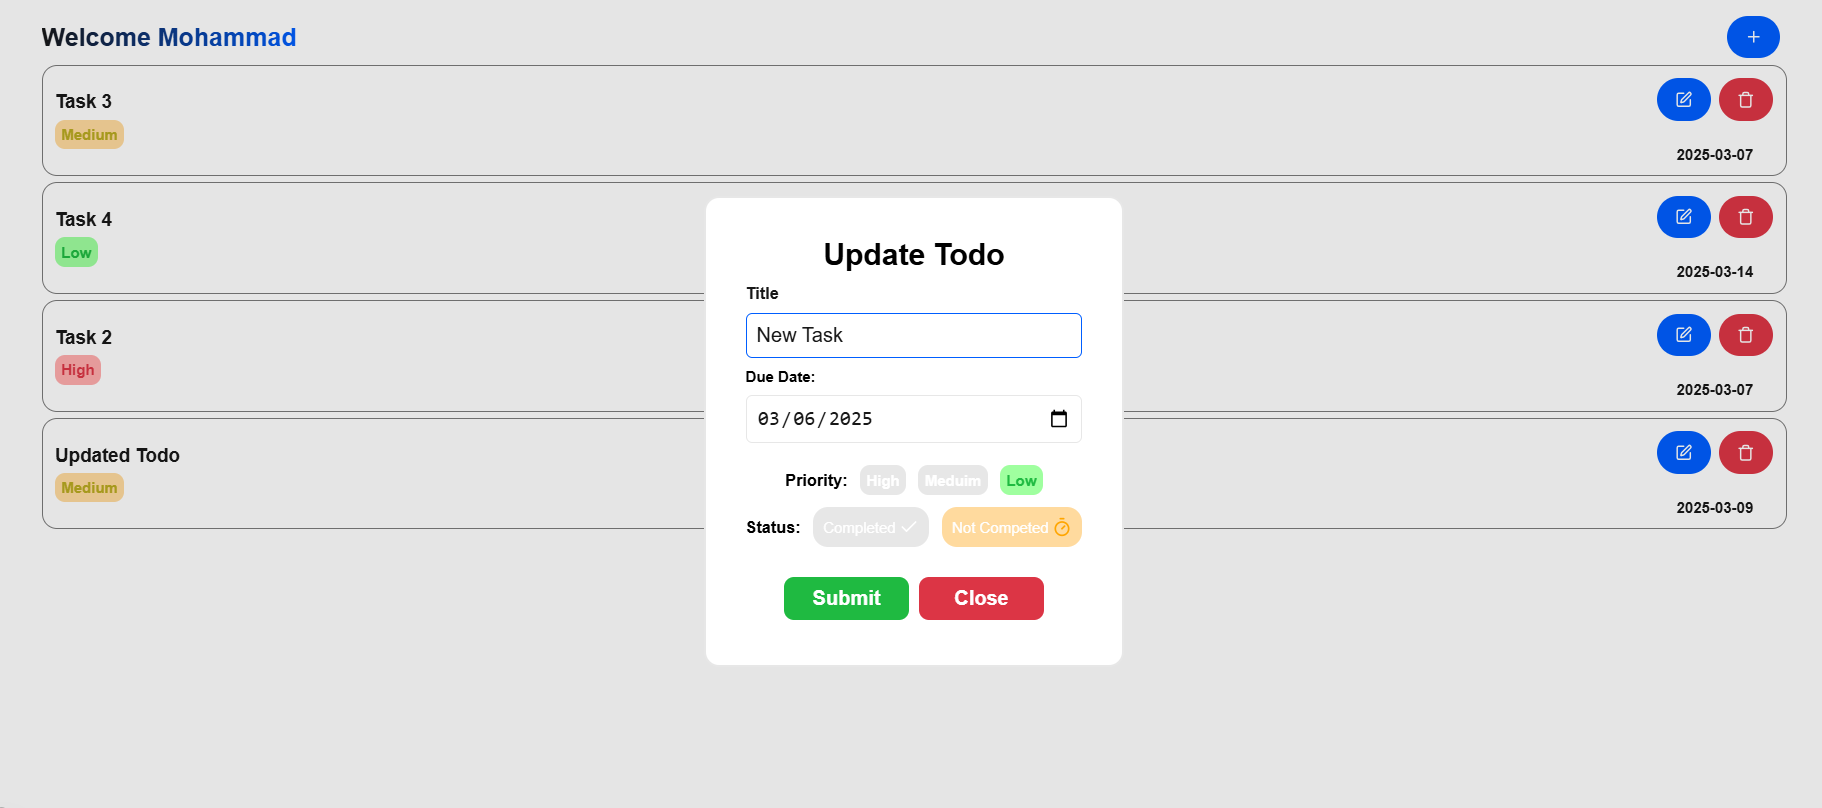 Welcome Mohammad
Task 3
Medium
2025-03-07
Task 4
Low
2025-03-14
Task 2
High
2025-03-07
Updated Todo
Medium
2025-03-09
Update Todo
Title
New Task
Due Date:
03/06/2025
Priority: High Meduim Low
Status: Completed Not Competed
Submit Close